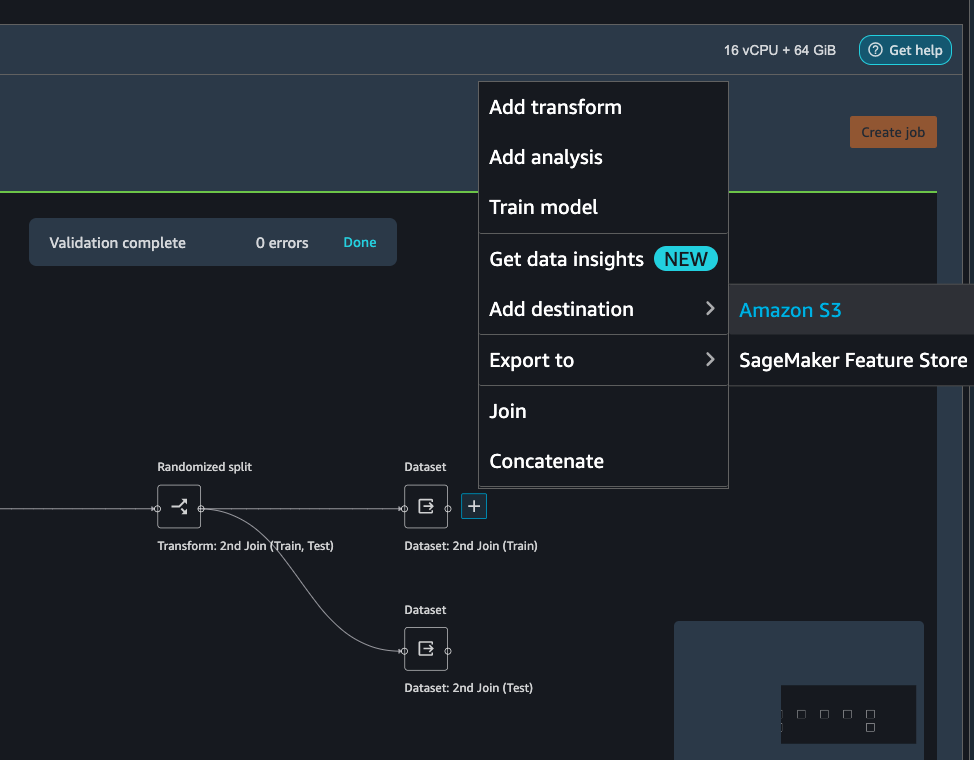 16 vCPU + 64 GiB
Get help
Create job
Add transform
Add analysis
Train model
Get data insights NEW
Add destination
Export to
Join
Concatenate
Amazon S3
SageMaker Feature Store
Validation complete 0 errors Done
Randomized split
Transform: 2nd Join (Train, Test)
Dataset
Dataset: 2nd Join (Train)
Dataset
Dataset: 2nd Join (Test)